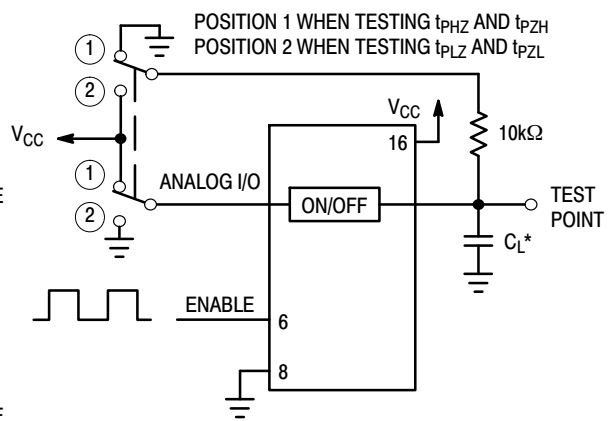 POSITION 1 WHEN TESTING tPHZ AND tPZH
POSITION 2 WHEN TESTING tPLZ AND tPZL
1
2
VCC
1
2
ANALOG I/O
ON/OFF
VCC
16
10kΩ
TEST
POINT
CL*
ENABLE
6
8
E
F